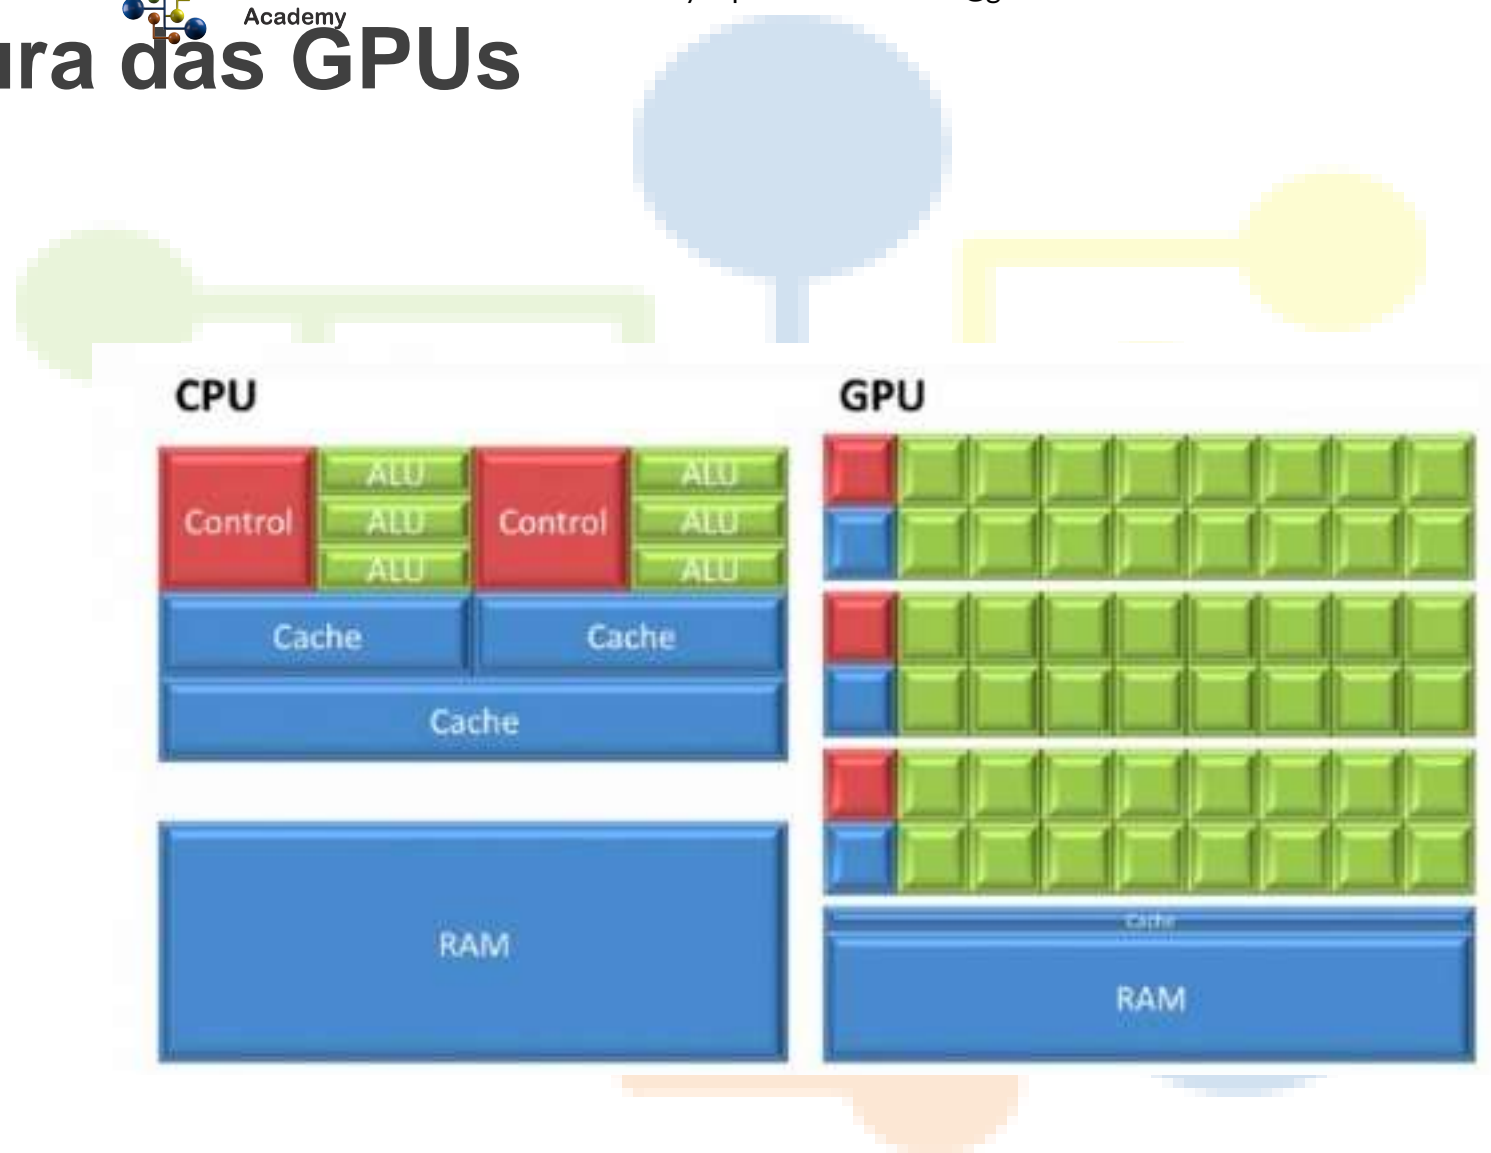 Academy
das GPUs
CPU
GPU
Control ALU Control ALU
ALU ALU
ALU ALU
Cache Cache
Cache
RAM
Cache
RAM